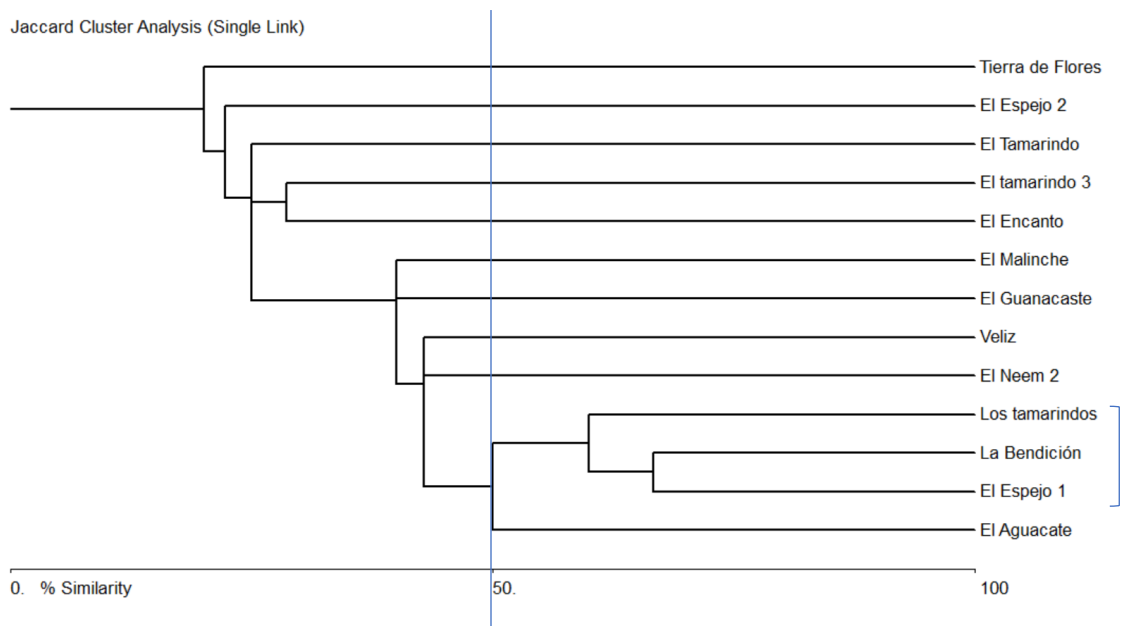 Jaccard Cluster Analysis (Single Link)
Tierra de Flores
El Espejo 2
El Tamarindo
El tamarindo 3
El Encanto
El Malinche
El Guanacaste
Veliz
El Neem 2
Los tamarindos
La Bendición
El Espejo 1
El Aguacate
0. % Similarity 50. 100